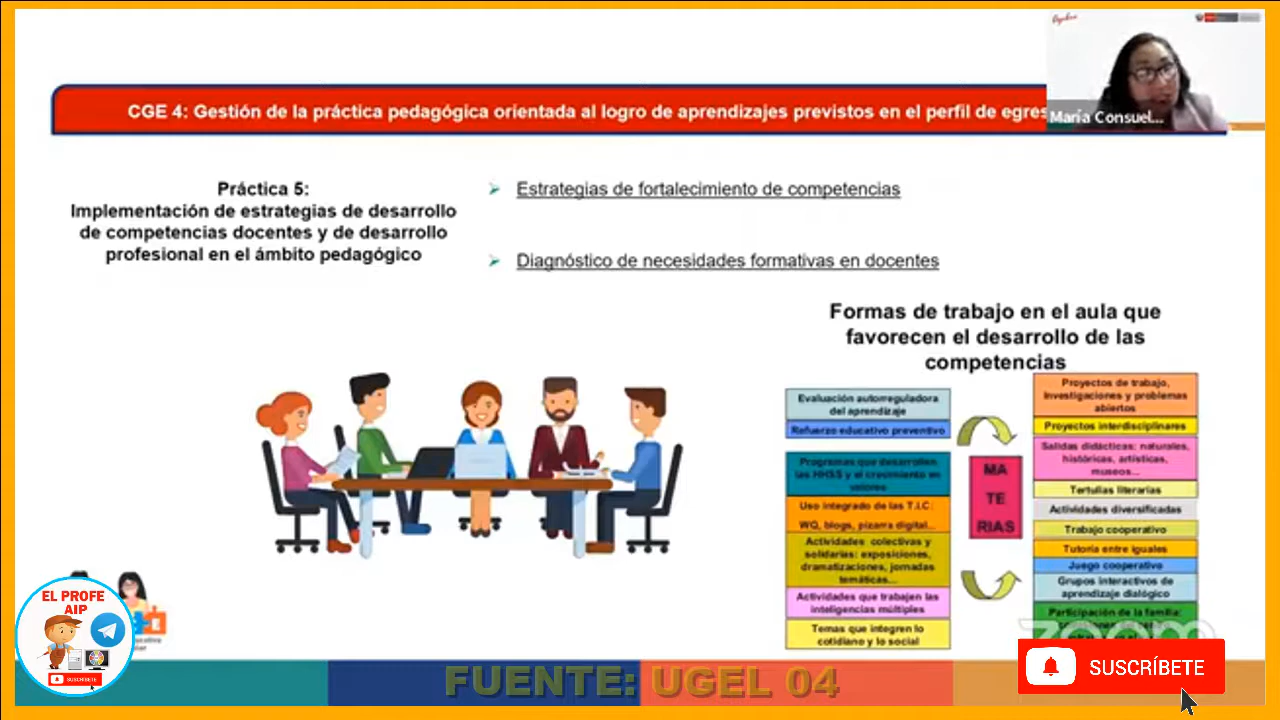 CGE 4: Gestión de la práctica pedagógica orientada al logro de aprendizajes previstos en el perfil de egres
María Consuel...
Práctica 5:
Implementación de estrategias de desarrollo
de competencias docentes y de desarrollo
profesional en el ámbito pedagógico
Estrategias de fortalecimiento de competencias
Diagnóstico de necesidades formativas en docentes
Formas de trabajo en el aula que
favorecen el desarrollo de las
competencias
Evaluación autorreguladora
del aprendizaje
Refuerzo educativo preventivo
Programas que desarrollen
las HHSS y el crecimiento en
valores
Uso integrado de las T.I.C:
WQ, blogs, pizarra digital...
Actividades colectivas y
solidarias: exposiciones,
dramatizaciones, jornadas
temáticas...
Actividades que trabajen las
inteligencias múltiples
Temas que integren lo
cotidiano y lo social
MA
TE
RIAS
Proyectos de trabajo,
Investigaciones y problemas
abiertos
Proyectos interdisciplinares
Salidas didácticas: naturales,
históricas, artísticas,
museos...
Tertulias literarias
Actividades diversificadas
Trabajo cooperativo
Tutoría entre iguales
Juego cooperativo
Grupos interactivos de
aprendizaje dialógico
Participación de la familia:
zoom
EL PROFE
AIP
SUSCRÍBETE
FUENTE: UGEL 04
SUSCRÍBETE